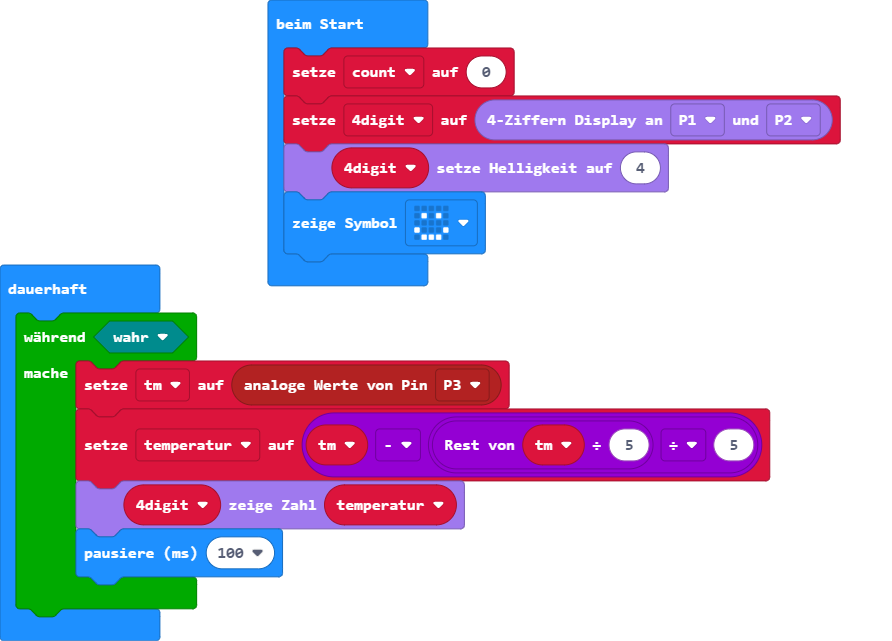 beim Start
setze count auf 0
setze 4digit auf 4-Ziffern Display an P1 und P2
4digit setze Helligkeit auf 4
zeige Symbol
dauerhaft
während wahr
mache
setze tm auf analoge Werte von Pin P3
setze temperatur auf tm - Rest von tm ÷ 5 ÷ 5
4digit zeige Zahl temperatur
pausiere (ms) 100